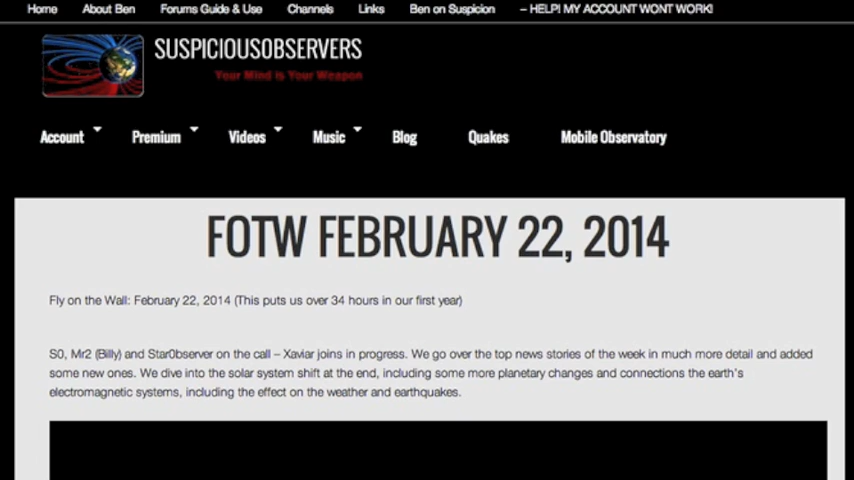 Home About Ben Forums Guide & Use Channels Links Ben on Suspicion – HELP! MY ACCOUNT WONT WORK!
SUSPICIOUSOBSERVERS
Your Mind is Your Weapon
Account Premium Videos Music Blog Quakes Mobile Observatory
FOTW FEBRUARY 22, 2014
Fly on the Wall: February 22, 2014 (This puts us over 34 hours in our first year)
S0, Mr2 (Billy) and Star0bserver on the call – Xaviar joins in progress. We go over the top news stories of the week in much more detail and added
some new ones. We dive into the solar system shift at the end, including some more planetary changes and connections the earth's
electromagnetic systems, including the effect on the weather and earthquakes.